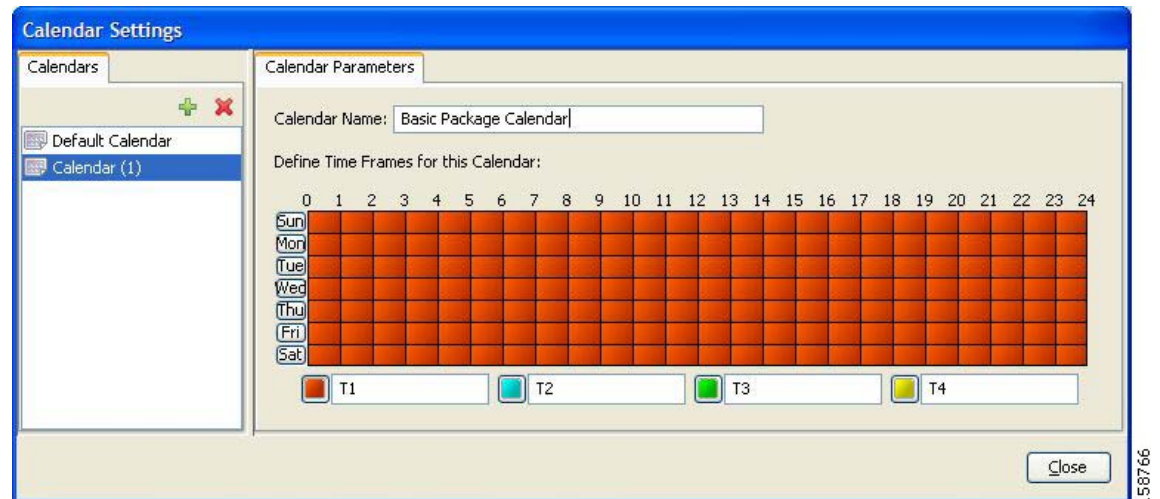 Calendar Settings
Calendars
Default Calendar
Calendar (1)
Calendar Parameters
Calendar Name: Basic Package Calendar
Define Time Frames for this Calendar:
0 1 2 3 4 5 6 7 8 9 10 11 12 13 14 15 16 17 18 19 20 21 22 23 24
Sun
Mon
Tue
Wed
Thu
Fri
Sat
T1 T2 T3 T4
Close
58766